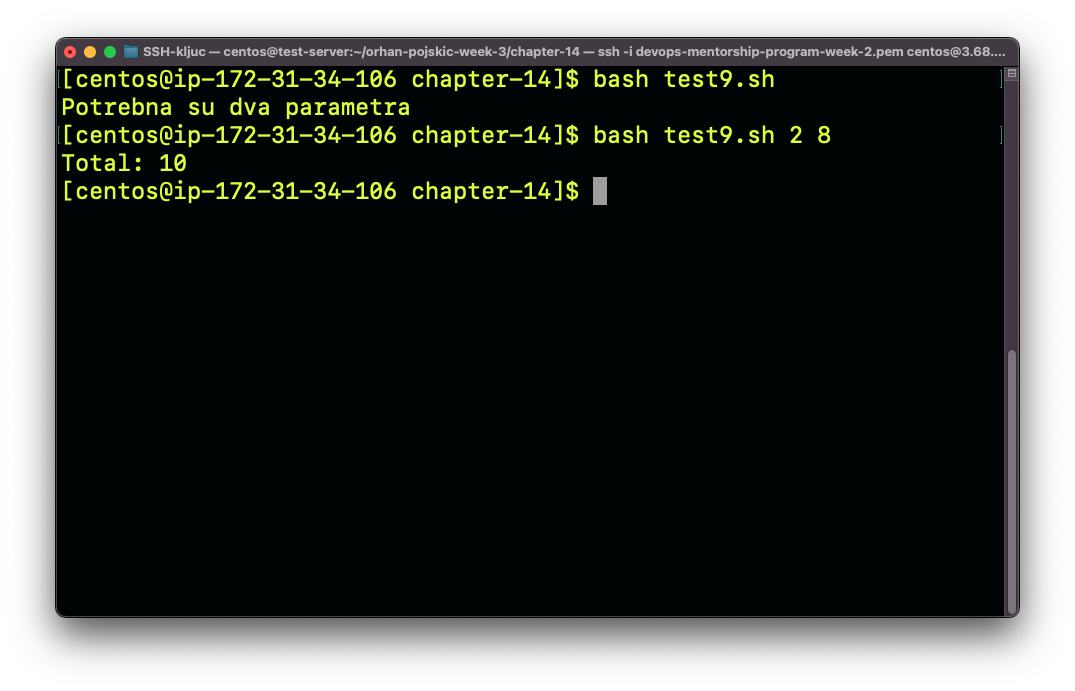 SSH-kljuc — centos@test-server:~/orhan-pojskic-week-3/chapter-14 — ssh -i devops-mentorship-program-week-2.pem centos@3.68....
[centos@ip-172-31-34-106 chapter-14]$ bash test9.sh
Potrebna su dva parametra
[centos@ip-172-31-34-106 chapter-14]$ bash test9.sh 2 8
Total: 10
[centos@ip-172-31-34-106 chapter-14]$